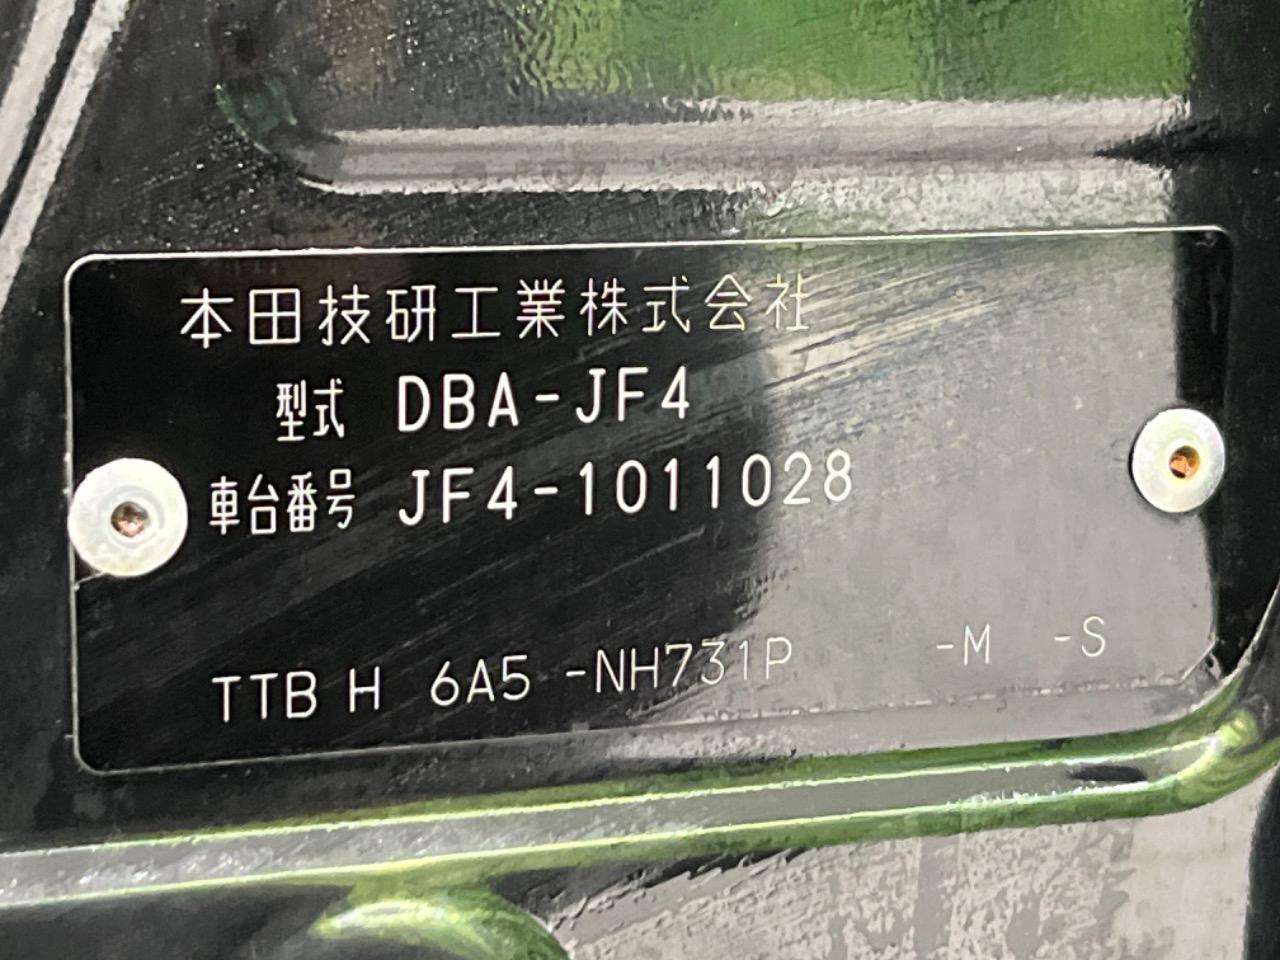 本田技研工業株式会社
型式 DBA-JF4
車台番号 JF4-1011028
TTB H 6A5 -NH731P -M -S